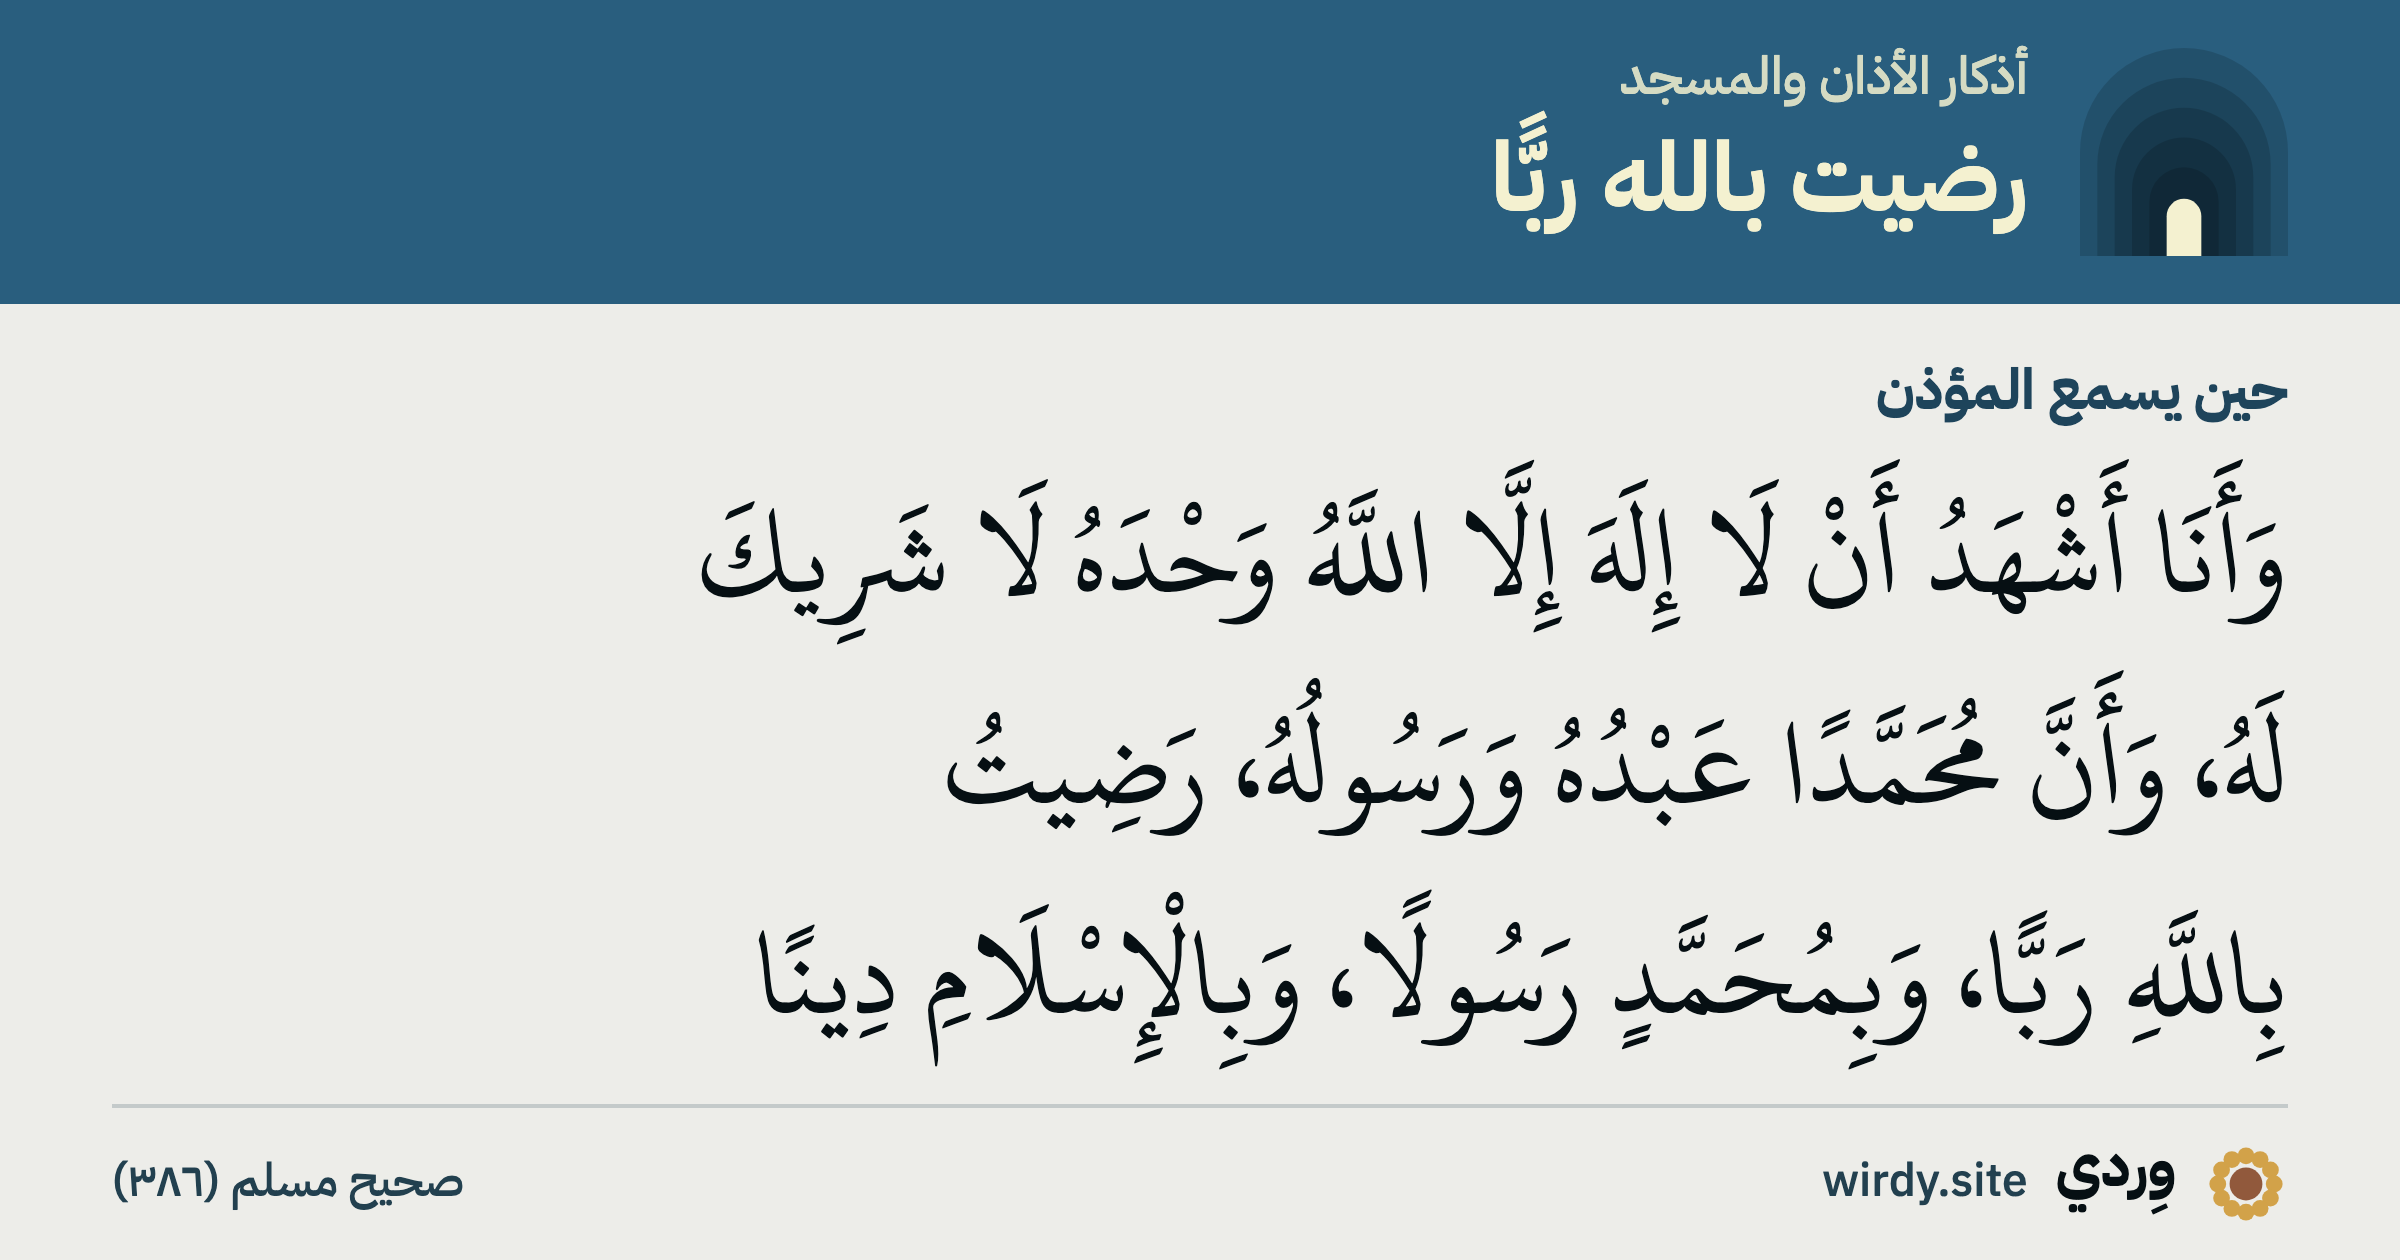 أذكار الأذان والمسجد
رضيت بالله ربًّا
حين يسمع المؤذن
وَأَنَا أَشْهَدُ أَنْ لَا إِلَهَ إِلَّا اللَّهُ وَحْدَهُ لَا شَرِيكَ
لَهُ، وَأَنَّ مُحَمَّدًا عَبْدُهُ وَرَسُولُهُ، رَضِيتُ
بِاللَّهِ رَبًّا، وَبِمُحَمَّدٍ رَسُولًا، وَبِالْإِسْلَامِ دِينًا
وِردي wirdy.site
صحيح مسلم (٣٨٦)